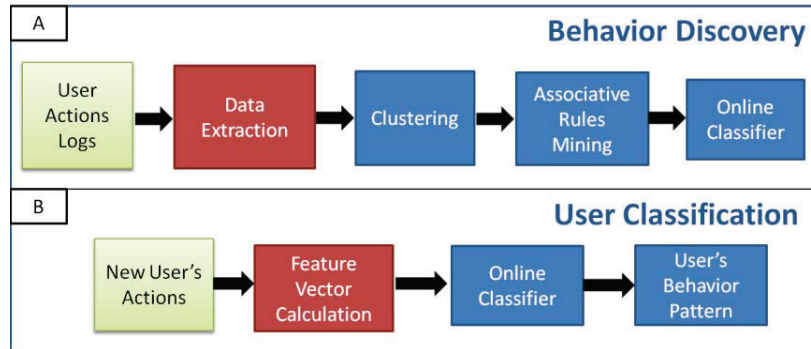 A
Behavior Discovery
User
Actions
Logs
Data
Extraction
Clustering
Associative
Rules
Mining
Online
Classifier
B
User Classification
New User's
Actions
Feature
Vector
Calculation
Online
Classifier
User's
Behavior
Pattern